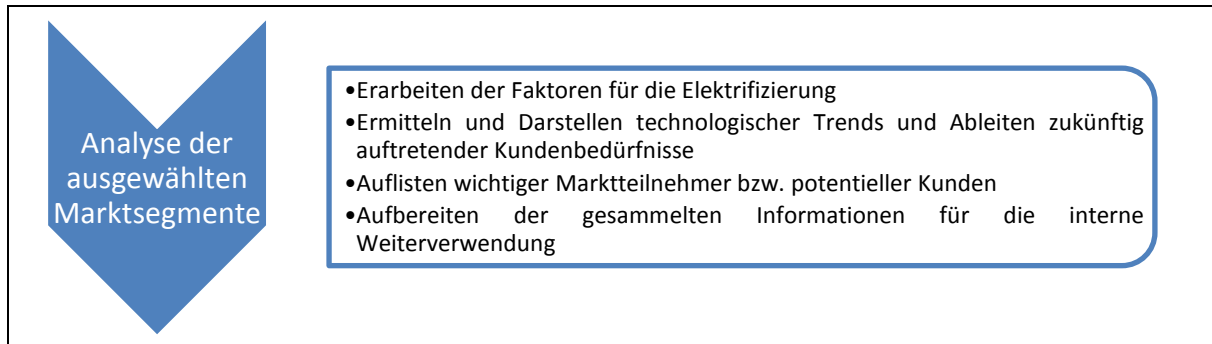 Analyse der
ausgewählten
Marktsegmente
•Erarbeiten der Faktoren für die Elektrifizierung
•Ermitteln und Darstellen technologischer Trends und Ableiten zukünftig
auftretender Kundenbedürfnisse
•Auflisten wichtiger Marktteilnehmer bzw. potentieller Kunden
•Aufbereiten der gesammelten Informationen für die interne
Weiterverwendung